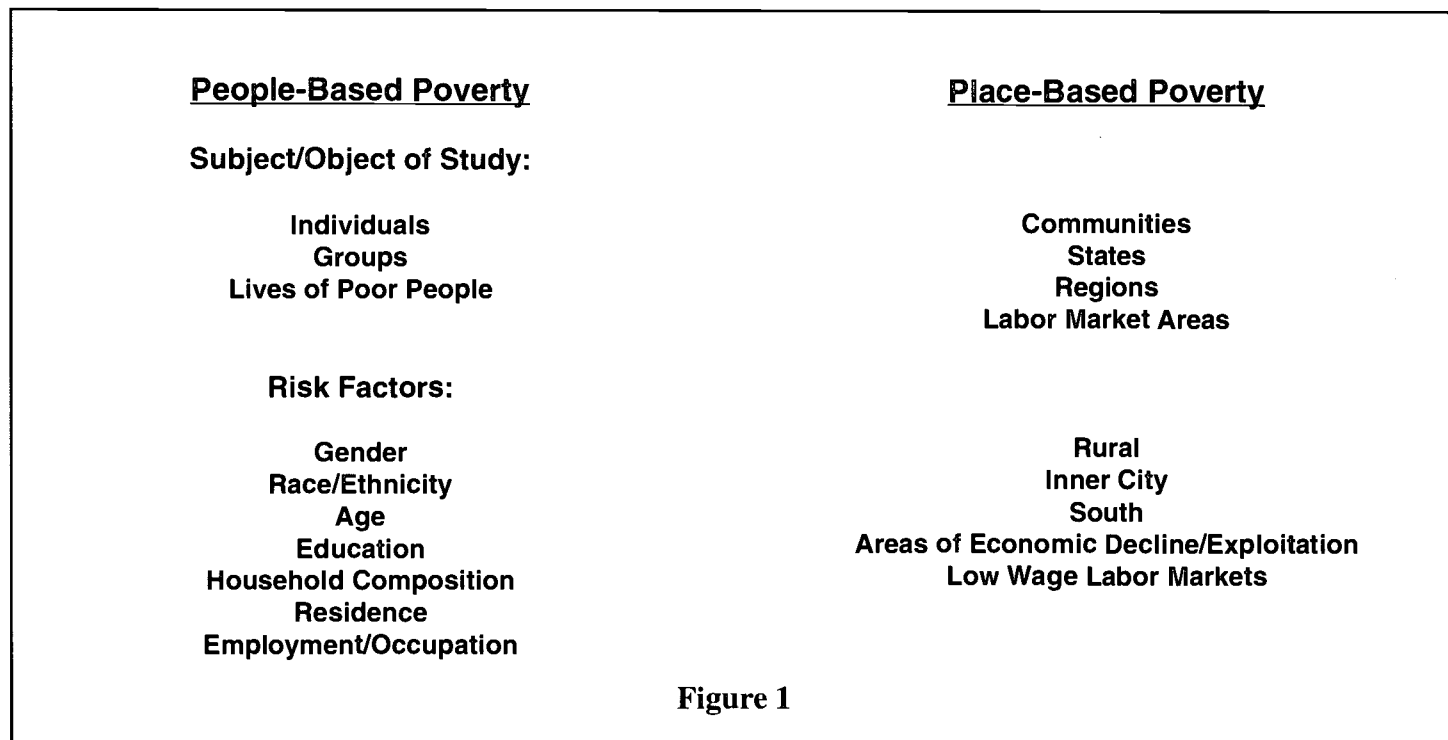 People-Based Poverty
Place-Based Poverty
Subject/Object of Study:
Individuals
Groups
Lives of Poor People
Communities
States
Regions
Labor Market Areas
Risk Factors:
Gender
Race/Ethnicity
Age
Education
Household Composition
Residence
Employment/Occupation
Rural
Inner City
South
Areas of Economic Decline/Exploitation
Low Wage Labor Markets
Figure 1